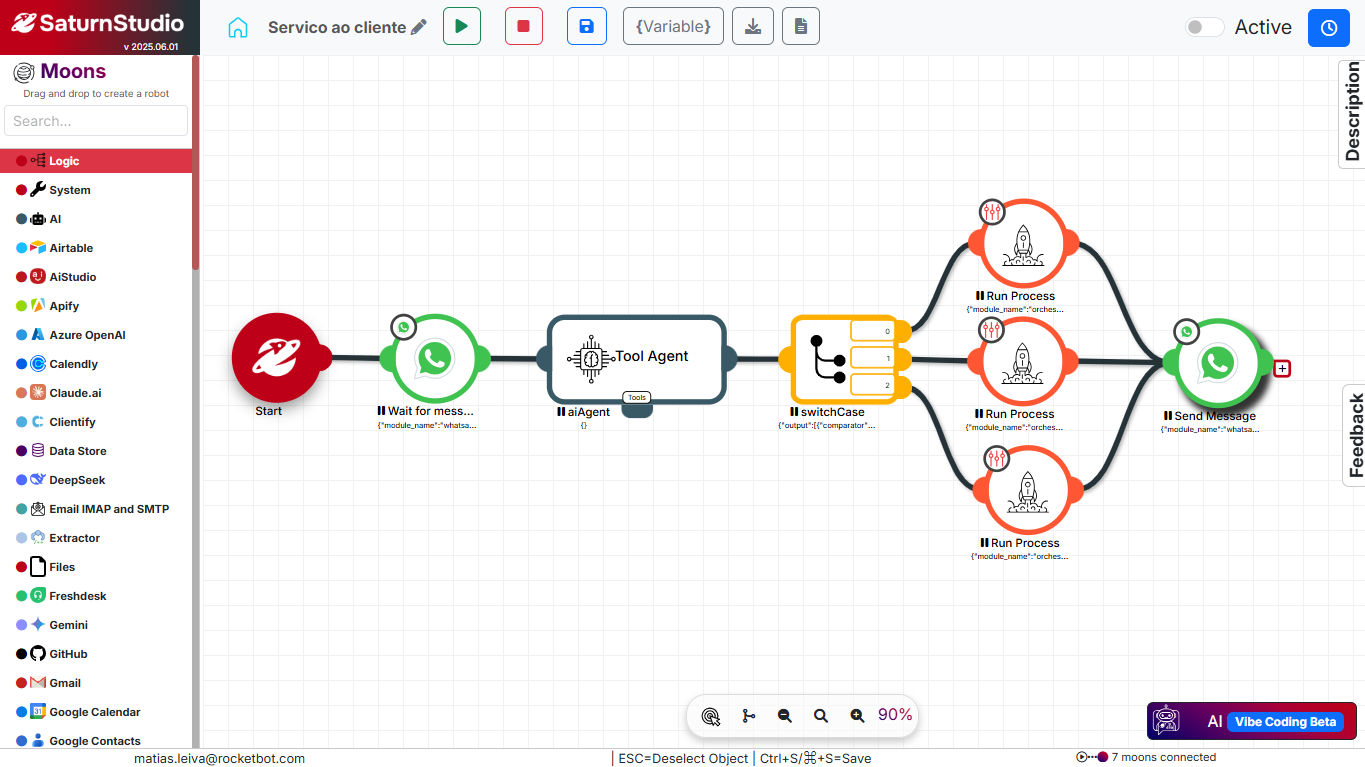 SaturnStudio
v 2025.06.01
Servico ao cliente
{Variable}
Active
Moons
Drag and drop to create a robot
Search...
Logic
System
AI
Airtable
AiStudio
Apify
Azure OpenAI
Calendly
Claude.ai
Clientify
Data Store
DeepSeek
Email IMAP and SMTP
Extractor
Files
Freshdesk
Gemini
GitHub
Gmail
Google Calendar
Google Contacts
Start
Wait for mess...
{"module_name":"whatsa...
Tool Agent
Tools
aiAgent
{}
0
1
2
switchCase
{"output":[{"comparator"...
Run Process
{"module_name":"orches...
Run Process
{"module_name":"orches...
Run Process
{"module_name":"orches...
Send Message
{"module_name":"whatsa...
+
Description
Feedback
90%
AI Vibe Coding Beta
matias.leiva@rocketbot.com
| ESC=Deselect Object | Ctrl+S/⌘+S=Save
7 moons connected